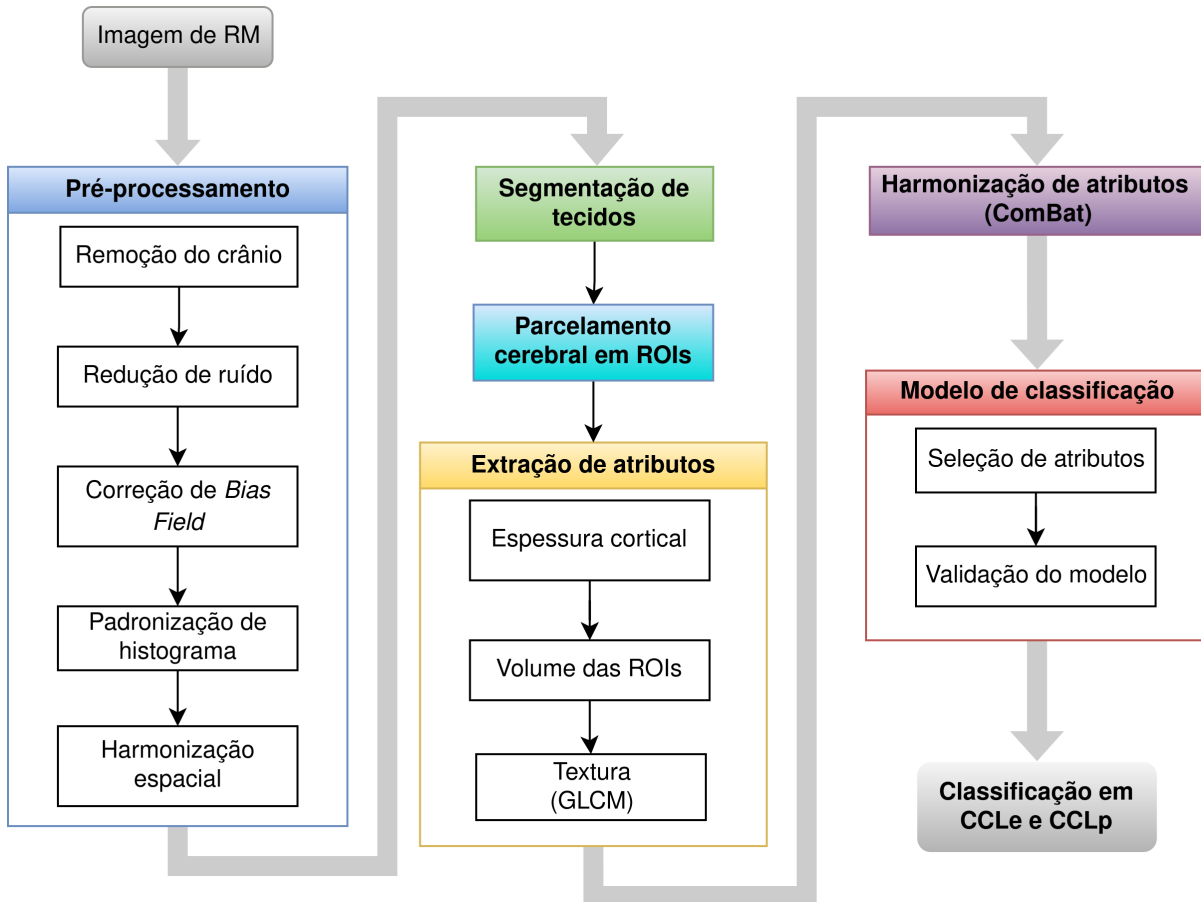 Imagem de RM
Pré-processamento
Remoção do crânio
Redução de ruído
Correção de Bias
Field
Padronização de
histograma
Harmonização
espacial
Segmentação de
tecidos
Parcelamento
cerebral em ROIs
Extração de atributos
Espessura cortical
Volume das ROIs
Textura
(GLCM)
Harmonização de atributos
(ComBat)
Modelo de classificação
Seleção de atributos
Validação do modelo
Classificação em
CCLe e CCLp